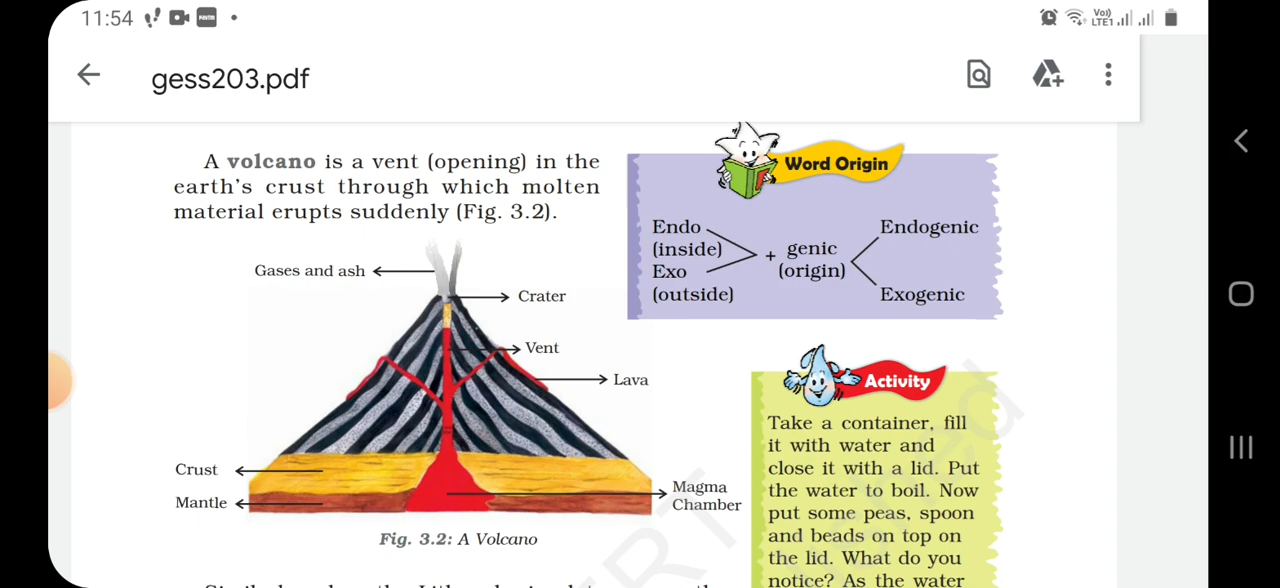 11:54
Vo))
LTE1
gess203.pdf
A volcano is a vent (opening) in the
earth's crust through which molten
material erupts suddenly (Fig. 3.2).
Gases and ash
Crater
Vent
Lava
Crust
Mantle
Magma
Chamber
Fig. 3.2: A Volcano
Word Origin
Endo
(inside)
Exo
(outside)
+ genic
(origin)
Endogenic
Exogenic
Activity
Take a container, fill
it with water and
close it with a lid. Put
the water to boil. Now
put some peas, spoon
and beads on top on
the lid. What do you
notice? As the water